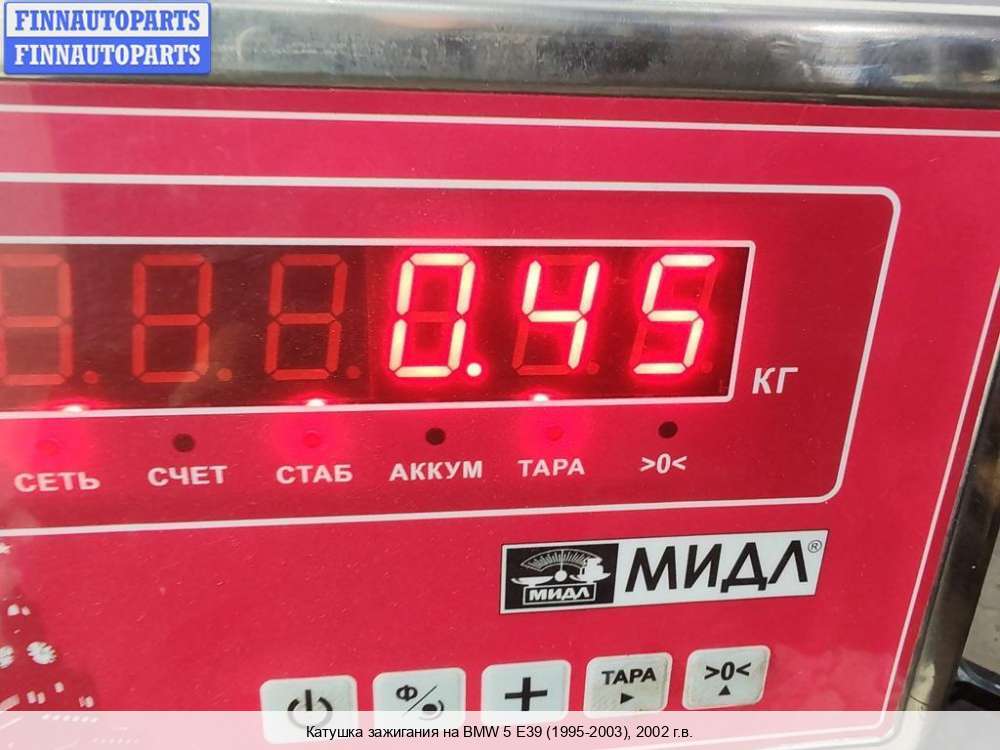 FINNAUTOPARTS
FINNAUTOPARTS
0.45
КГ
СЕТЬ СЧЕТ СТАБ АККУМ ТАРА >0<
МИДЛ МИДЛ®
Ф + ТАРА >0<
Катушка зажигания на BMW 5 E39 (1995-2003), 2002 г.в.